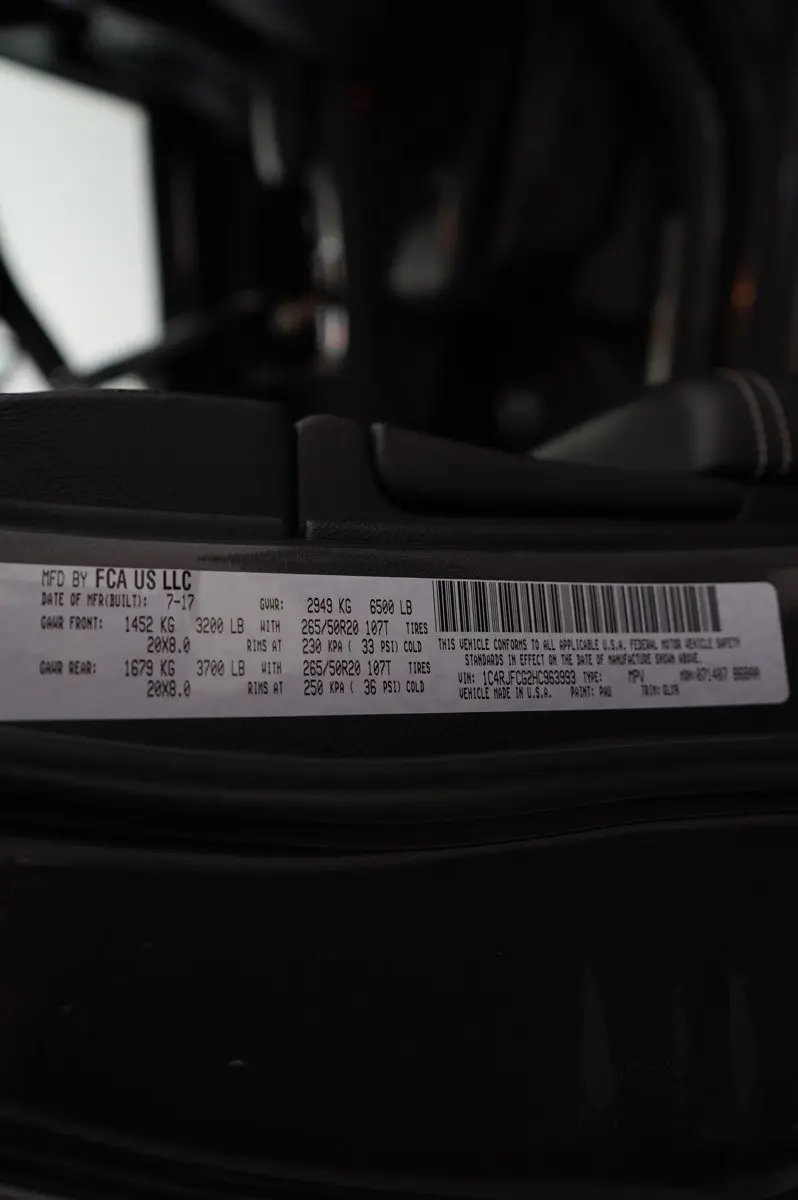 MFD BY FCA US LLC
DATE OF MFR(BUILT): 7-17 GVWR: 2949 KG 6500 LB
GAWR FRONT: 1452 KG 3200 LB WITH 265/50R20 107T TIRES
20X8.0 RIMS AT 230 KPA ( 33 PSI) COLD
GAWR REAR: 1679 KG 3700 LB WITH 265/50R20 107T TIRES
20X8.0 RIMS AT 250 KPA ( 36 PSI) COLD
THIS VEHICLE CONFORMS TO ALL APPLICABLE U.S.A. FEDERAL MOTOR VEHICLE SAFETY
STANDARDS IN EFFECT ON THE DATE OF MANUFACTURE SHOWN ABOVE.
VIN: 1C4RJFCG2HC963993 TYPE: MPV MDH: 071407
VEHICLE MADE IN U.S.A. PAINT: PAU TRIM: